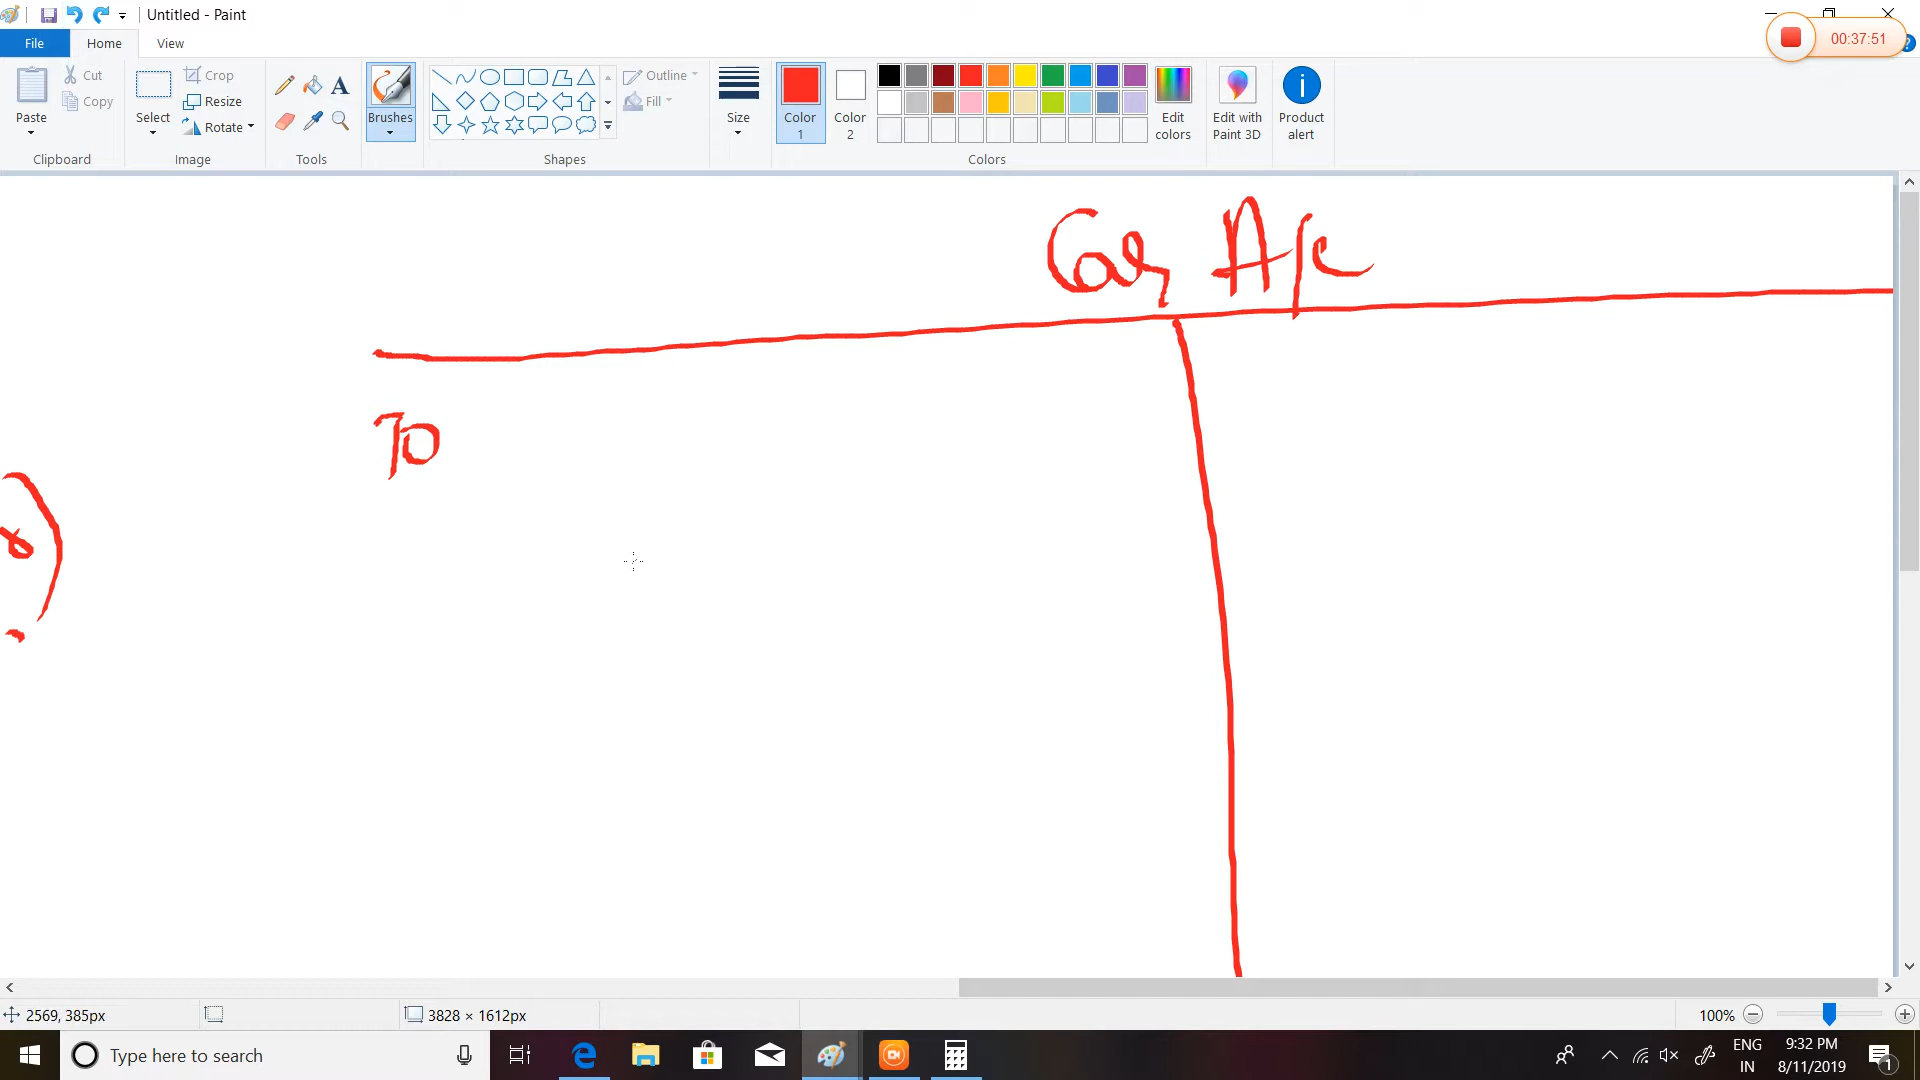 Untitled - Paint
00:37:51
File Home View
Paste
Cut
Copy
Clipboard
Select
Crop
Resize
Rotate
Image
Tools
Brushes
Shapes
Outline
Fill
Size
Color 1
Color 2
Colors
Edit colors
Edit with Paint 3D
Product alert
Car A/c
To
2569, 385px
3828 × 1612px
100%
Type here to search
ENG
IN
9:32 PM
8/11/2019
1